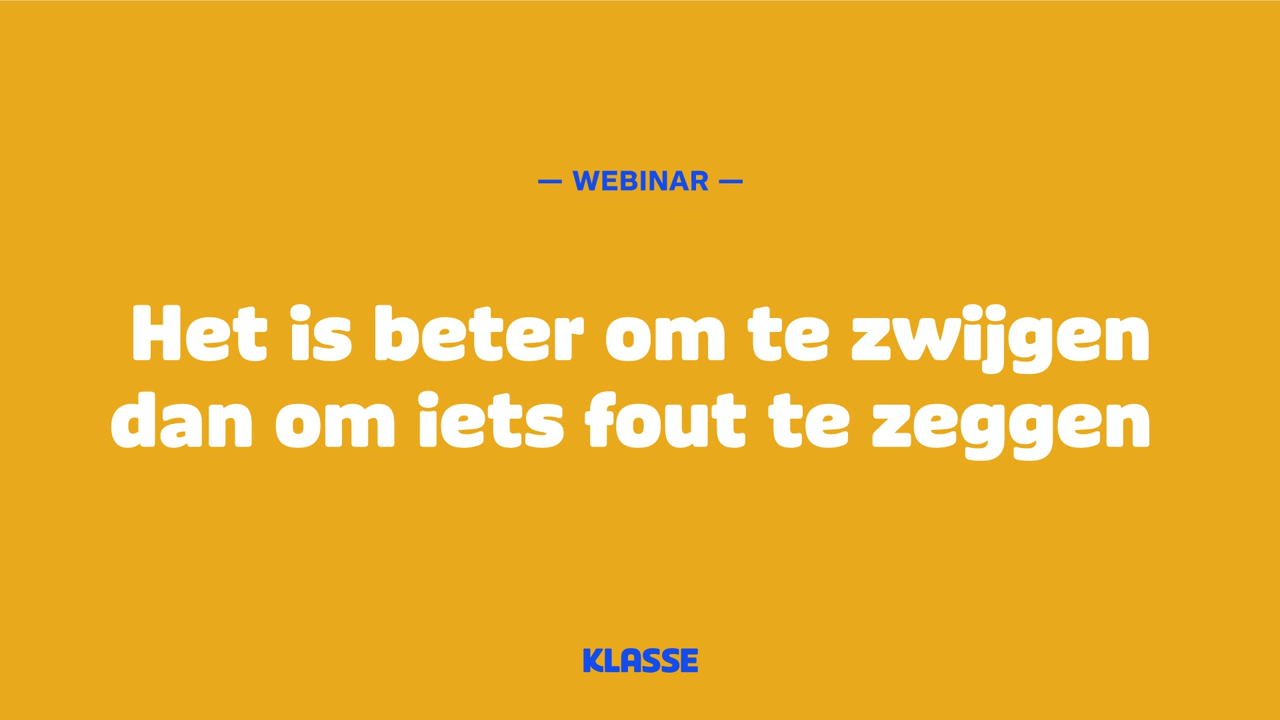 — WEBINAR —
Het is beter om te zwijgen
dan om iets fout te zeggen
KLASSE